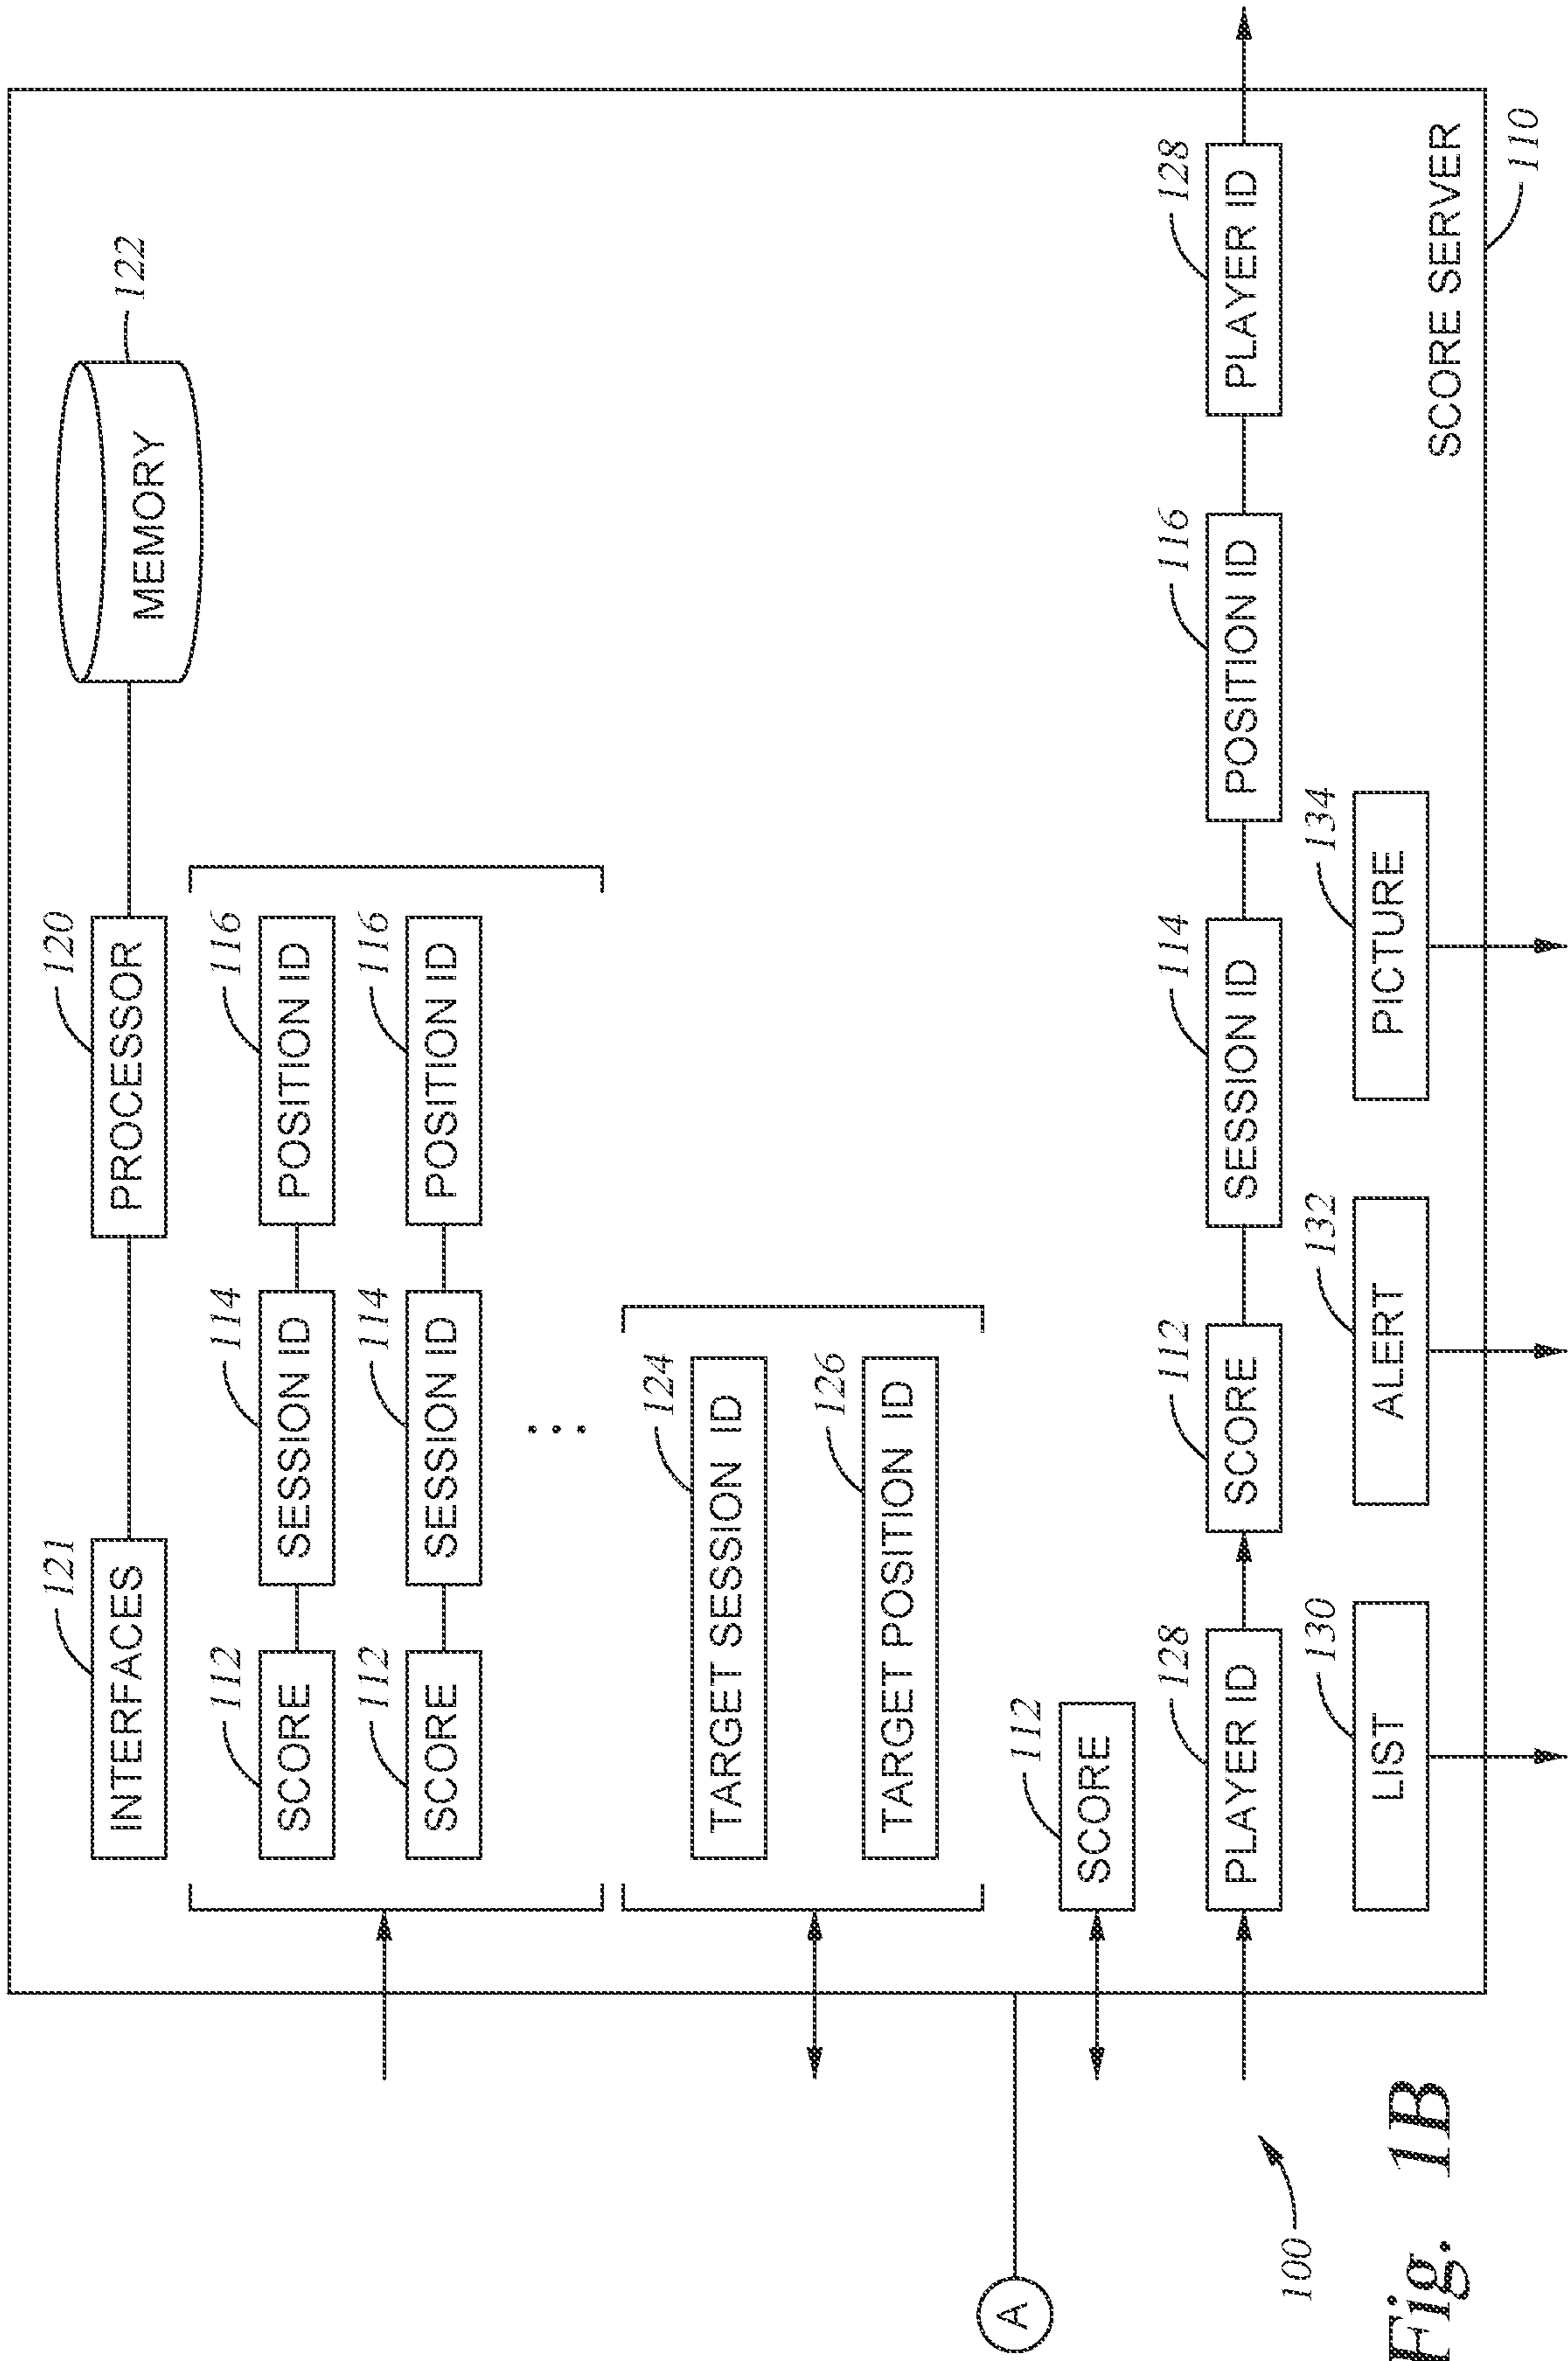 121
120
122
INTERFACES
PROCESSOR
MEMORY
112
114
116
SCORE
SESSION ID
POSITION ID
112
114
116
SCORE
SESSION ID
POSITION ID
124
TARGET SESSION ID
126
TARGET POSITION ID
A
112
SCORE
128
112
114
116
128
PLAYER ID
SCORE
SESSION ID
POSITION ID
PLAYER ID
100
130
132
134
LIST
ALERT
PICTURE
SCORE SERVER
110
Fig. 1B